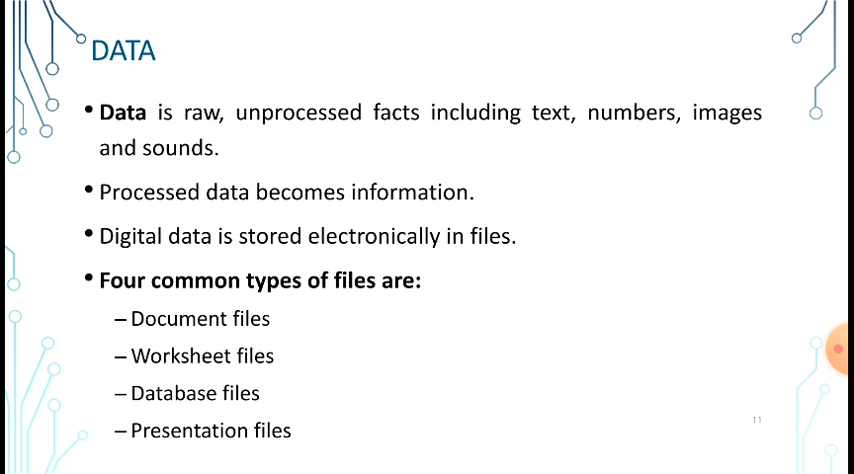 DATA
• Data is raw, unprocessed facts including text, numbers, images
and sounds.
• Processed data becomes information.
• Digital data is stored electronically in files.
• Four common types of files are:
– Document files
– Worksheet files
– Database files
– Presentation files
11